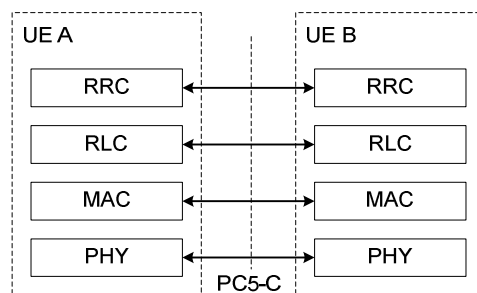 UE A UE B
RRC RRC
RLC RLC
MAC MAC
PHY PHY
PC5-C